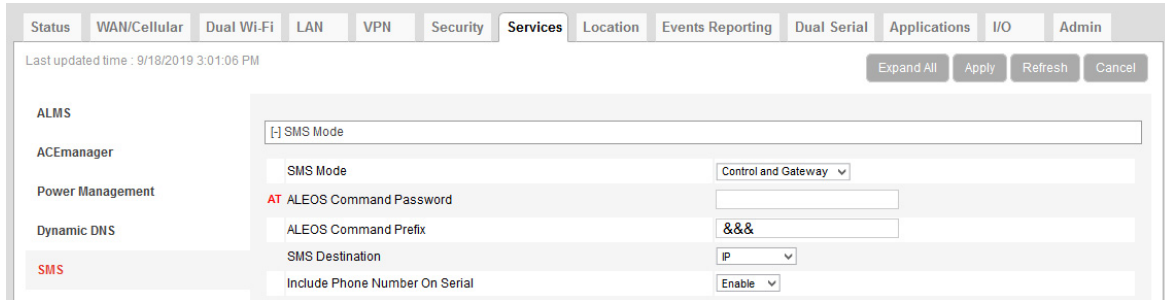 Status WAN/Cellular Dual Wi-Fi LAN VPN Security Services Location Events Reporting Dual Serial Applications I/O Admin
Last updated time : 9/18/2019 3:01:06 PM
Expand All Apply Refresh Cancel
ALMS
[-] SMS Mode
ACEmanager
SMS Mode Control and Gateway
Power Management
AT ALEOS Command Password
Dynamic DNS
ALEOS Command Prefix &&&
SMS Destination IP
SMS
Include Phone Number On Serial Enable